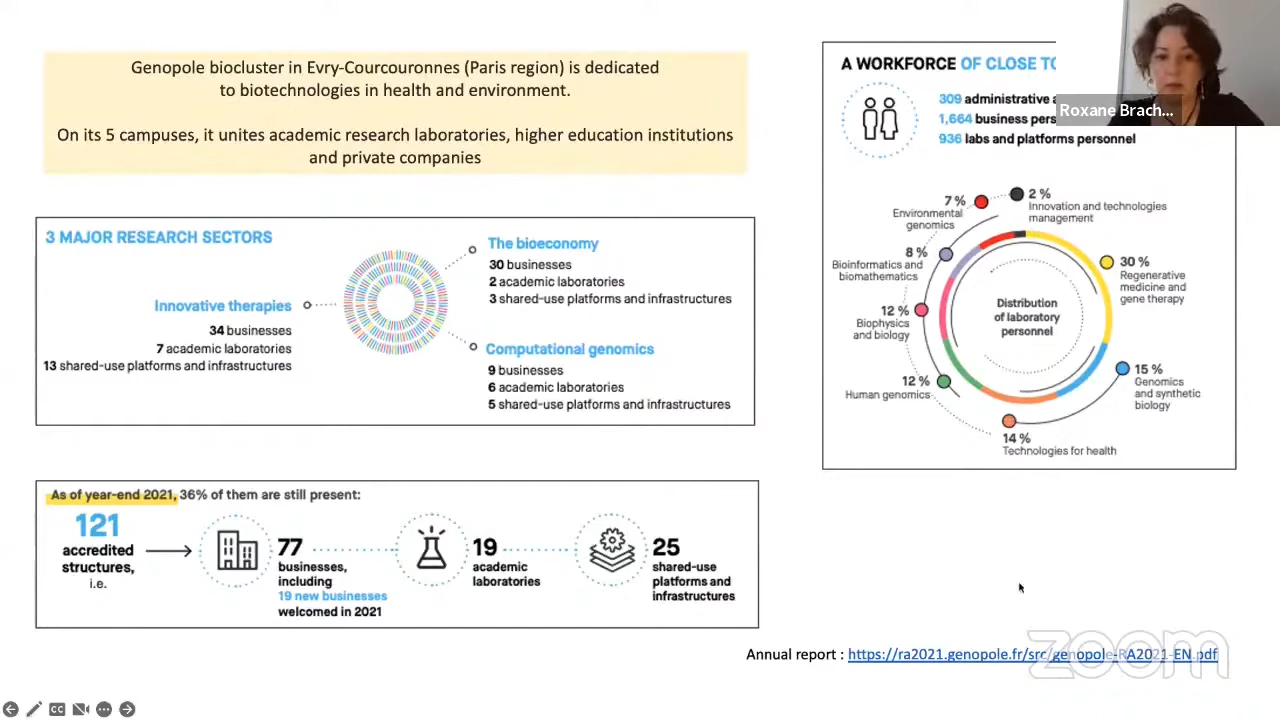 Genopole biocluster in Evry-Courcouronnes (Paris region) is dedicated
to biotechnologies in health and environment.
On its 5 campuses, it unites academic research laboratories, higher education institutions
and private companies
3 MAJOR RESEARCH SECTORS
Innovative therapies
34 businesses
7 academic laboratories
13 shared-use platforms and infrastructures
The bioeconomy
30 businesses
2 academic laboratories
3 shared-use platforms and infrastructures
Computational genomics
9 businesses
6 academic laboratories
5 shared-use platforms and infrastructures
As of year-end 2021, 36% of them are still present:
121
accredited
structures,
i.e.
77
businesses,
including
19 new businesses
welcomed in 2021
19
academic
laboratories
25
shared-use
platforms and
infrastructures
A WORKFORCE OF CLOSE TO
309 administrative
1,664 business
936 labs and platforms personnel
Roxane Brach...
2 %
Innovation and technologies
management
7 %
Environmental
genomics
8 %
Bioinformatics and
biomathematics
12 %
Biophysics
and biology
12 %
Human genomics
14 %
Technologies for health
15 %
Genomics
and synthetic
biology
30 %
Regenerative
medicine and
gene therapy
Distribution
of laboratory
personnel
Annual report : https://ra2021.genopole.fr/src/genopole-RA2021-EN.pdf
zoom
CC